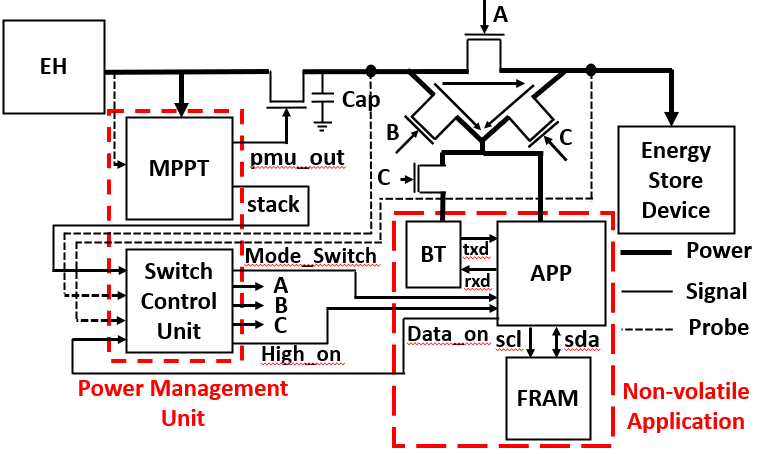 A
EH
Cap
B
C
MPPT
pmu_out
C
Energy
Store
Device
stack
Power
BT
txd
rxd
APP
Mode_Switch
Switch
Control
Unit
A
B
C
Signal
Probe
High_on
Data_on
scl
sda
FRAM
Power Management
Unit
Non-volatile
Application